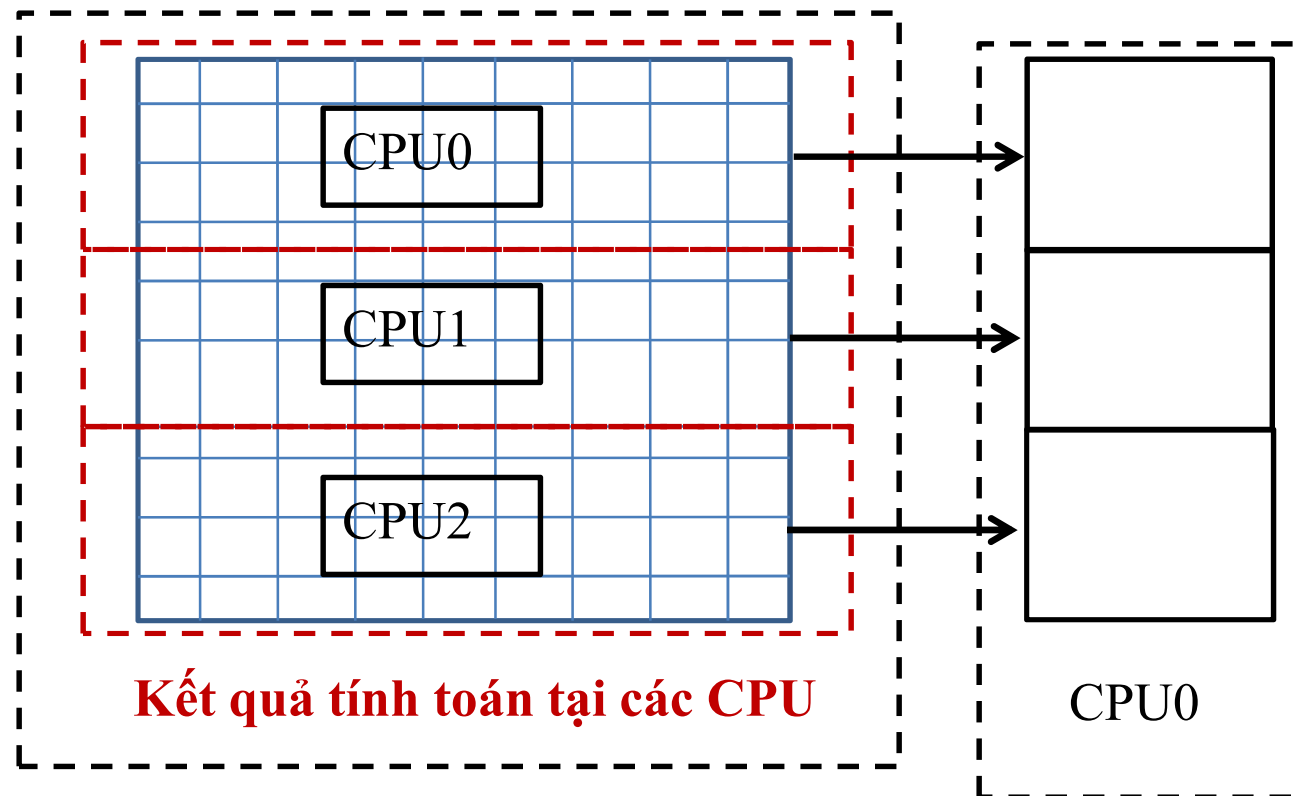 CPU0
CPU1
CPU2
Kết quả tính toán tại các CPU
CPU0